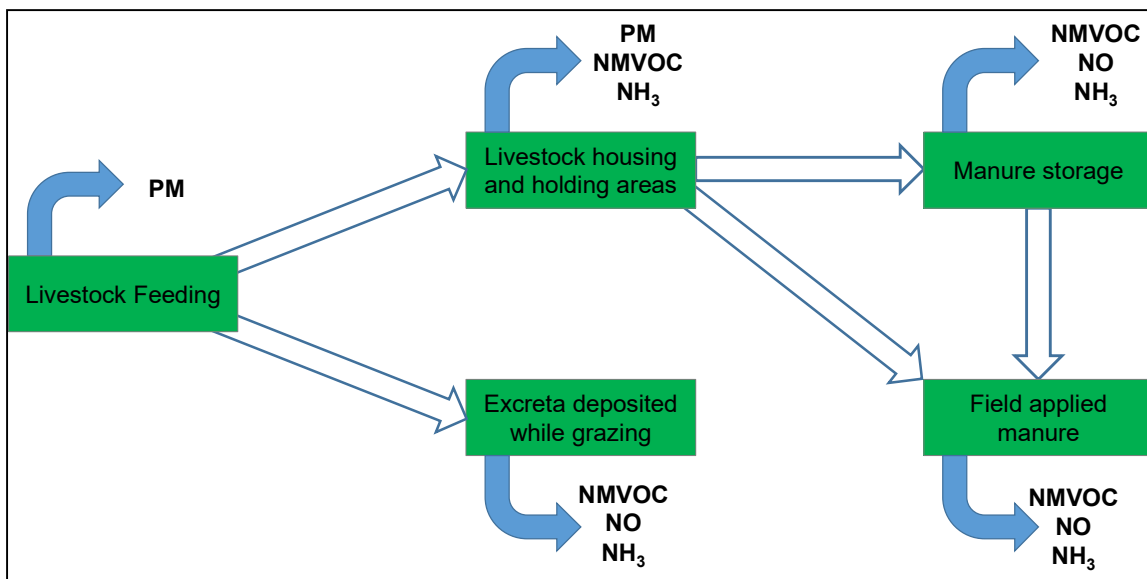 PM
NMVOC
NH₃
NMVOC
NO
NH₃
Livestock housing
and holding areas
Manure storage
PM
Livestock Feeding
Excreta deposited
while grazing
Field applied
manure
NMVOC
NO
NH₃
NMVOC
NO
NH₃